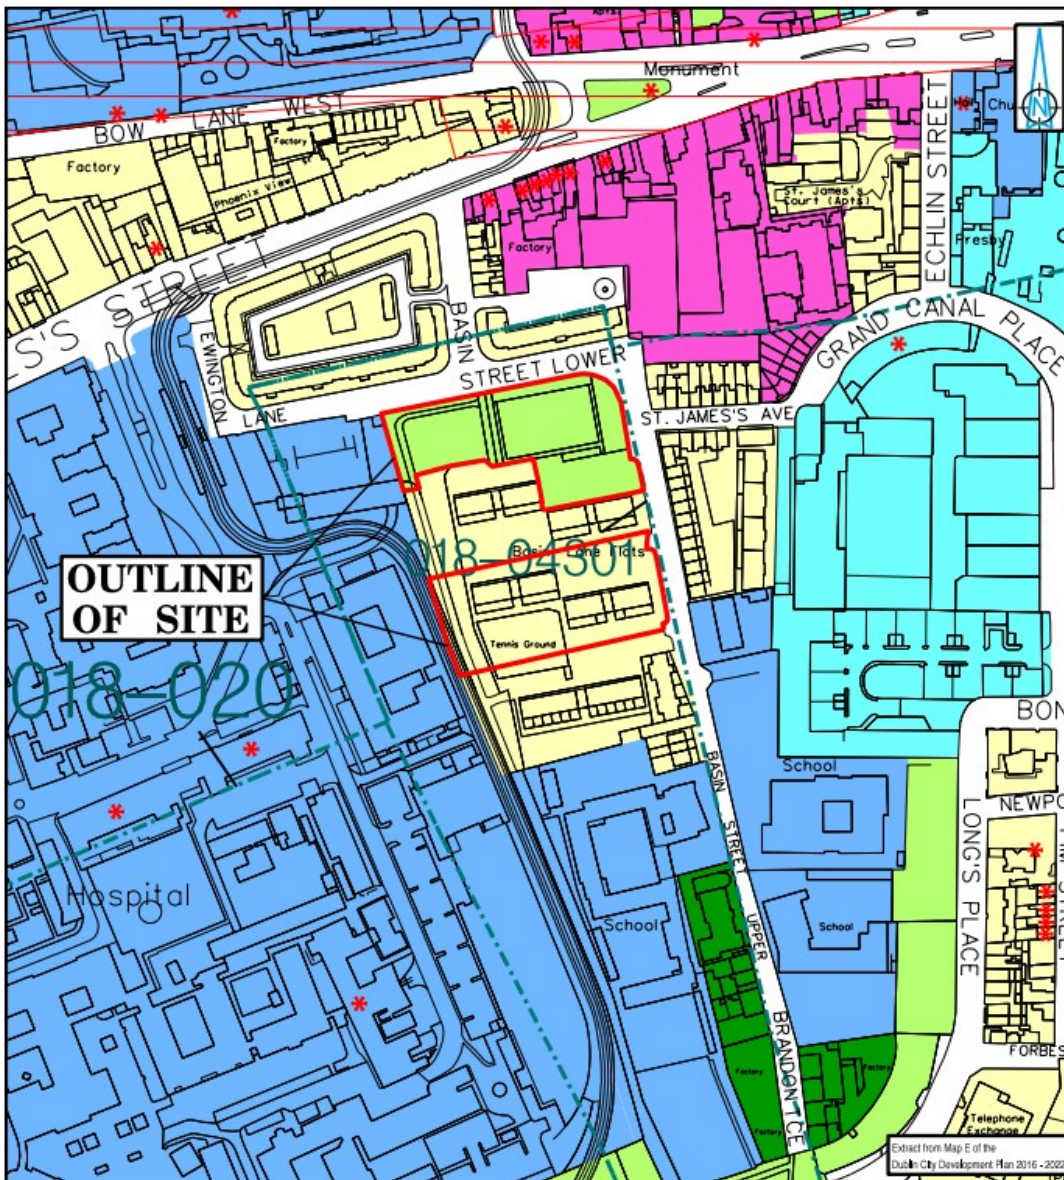 Apts.
Monument
BOW LANE WEST
Factory
Factory
Phoenix View
ECHLIN STREET
St. James's
Court (Apts)
Presby
Factory
S'S STREET
EWINGTON
LANE
BASIN
STREET LOWER
GRAND CANAL PLACE
ST. JAMES'S AVE
018-04301
Basin Lane Flats
OUTLINE
OF SITE
Tennis Ground
018-020
BON
School
NEWPO
BASIN STREET UPPER
LONG'S PLACE
Hospital
School
School
BRANDON TCE
FORBES
Factory
Factory
Factory
Telephone
Exchange
N
Extract from Map E of the
Dublin City Development Plan 2016 - 2022